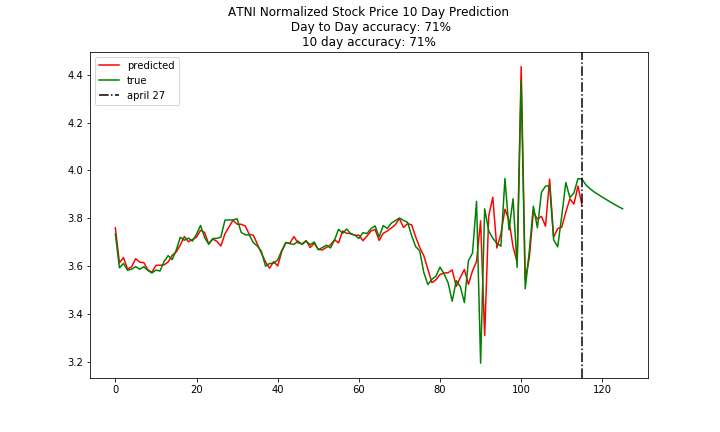 ATNI Normalized Stock Price 10 Day Prediction
Day to Day accuracy: 71%
10 day accuracy: 71%
predicted
true
april 27
4.4
4.2
4.0
3.8
3.6
3.4
3.2
0 20 40 60 80 100 120